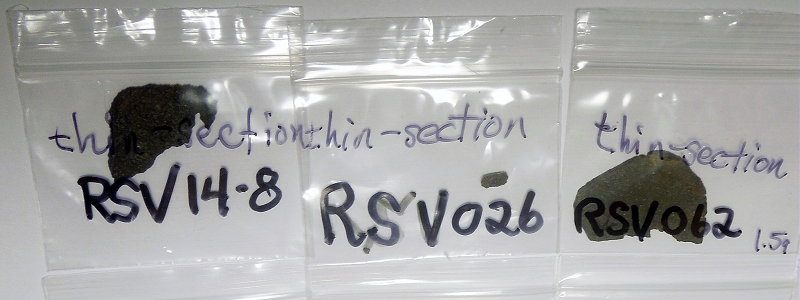 thin-section
RSV14-8
thin-section
RSV026
thin-section
RSV062
1.5g